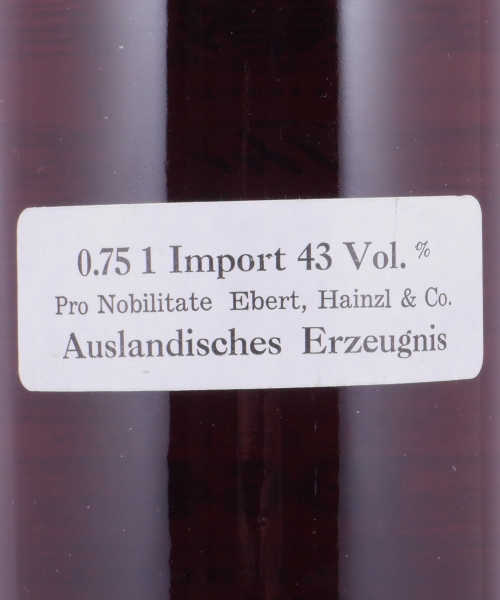 0.75 l Import 43 Vol. %
Pro Nobilitate Ebert, Hainzl & Co.
Auslandisches Erzeugnis